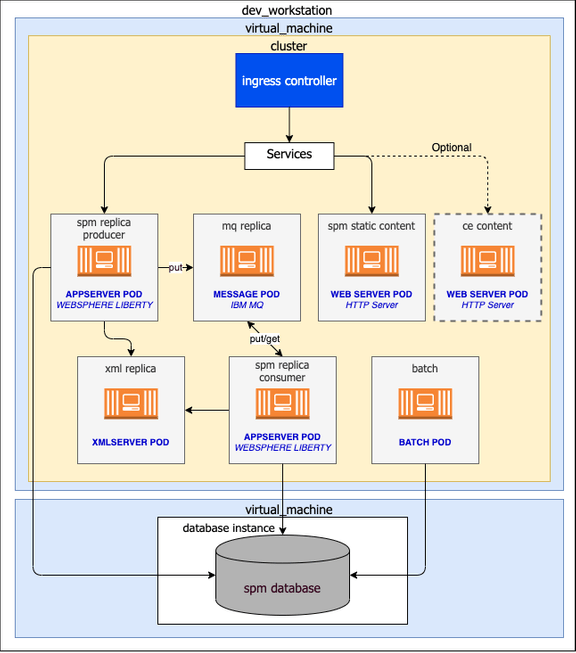 dev_workstation
virtual_machine
cluster
ingress controller
Services
Optional
spm replica
producer
APPSERVER POD
WEBSPHERE LIBERTY
put
mq replica
MESSAGE POD
IBM MQ
spm static content
WEB SERVER POD
HTTP Server
ce content
WEB SERVER POD
HTTP Server
put/get
xml replica
XMLSERVER POD
spm replica
consumer
APPSERVER POD
WEBSPHERE LIBERTY
batch
BATCH POD
virtual_machine
database instance
spm database